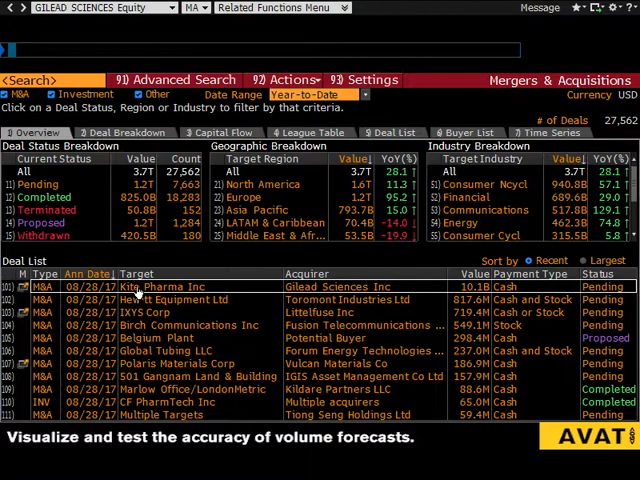 GILEAD SCIENCES Equity MA Related Functions Menu Message
<Search> 91) Advanced Search 92) Actions 93) Settings Mergers & Acquisitions
M&A Investment Other Date Range Year-to-Date Currency USD
Click on a Deal Status, Region or Industry to filter by that criteria.
# of Deals 27,562
1) Overview 2) Deal Breakdown 3) Capital Flow 4) League Table 5) Deal List 6) Buyer List 7) Time Series
Deal Status Breakdown Geographic Breakdown Industry Breakdown
Current Status Value Count Target Region Value↓ YoY(%) Target Industry Value↓ YoY(%)
All 3.7T 27,562 All 3.7T 28.1 ↑ All 3.7T 28.1 ↑
11) Pending 1.2T 7,663 21) North America 1.6T 11.3 ↑ 51) Consumer Ncycl 940.8B 57.1 ↑
12) Completed 825.0B 18,283 22) Europe 1.2T 95.2 ↑ 52) Financial 689.6B 29.0 ↑
13) Terminated 50.8B 152 23) Asia Pacific 793.7B 15.0 ↑ 53) Communications 517.8B 129.1 ↑
14) Proposed 1.2T 1,284 24) LATAM & Caribbean 70.4B -14.0 ↓ 54) Energy 462.3B 74.8 ↑
15) Withdrawn 420.5B 180 25) Middle East & Afr… 53.5B -19.9 ↓ 55) Consumer Cycl 315.5B 5.8 ↑
Deal List Sort by Recent Largest
M Type Ann Date↓ Target Acquirer Value Payment Type Status
101) M&A 08/28/17 Kite Pharma Inc Gilead Sciences Inc 10.1B Cash Pending
102) M&A 08/28/17 Hewitt Equipment Ltd Toromont Industries Ltd 817.6M Cash and Stock Pending
103) M&A 08/28/17 IXYS Corp Littelfuse Inc 719.4M Cash or Stock Pending
104) M&A 08/28/17 Birch Communications Inc Fusion Telecommunications … 549.1M Stock Pending
105) M&A 08/28/17 Belgium Plant Potential Buyer 298.4M Cash Proposed
106) M&A 08/28/17 Global Tubing LLC Forum Energy Technologies … 237.0M Cash and Stock Pending
107) M&A 08/28/17 Polaris Materials Corp Vulcan Materials Co 186.9M Cash Pending
108) M&A 08/28/17 501 Gangnam Land & Building IGIS Asset Management Co Ltd 157.9M Cash Pending
109) M&A 08/28/17 Marlow Office/LondonMetric Kildare Partners LLC 88.6M Cash Completed
110) INV 08/28/17 CF PharmTech Inc Multiple acquirers 65.0M Cash Completed
111) M&A 08/28/17 Multiple Targets Tiong Seng Holdings Ltd 59.4M Cash Pending
Visualize and test the accuracy of volume forecasts. AVAT